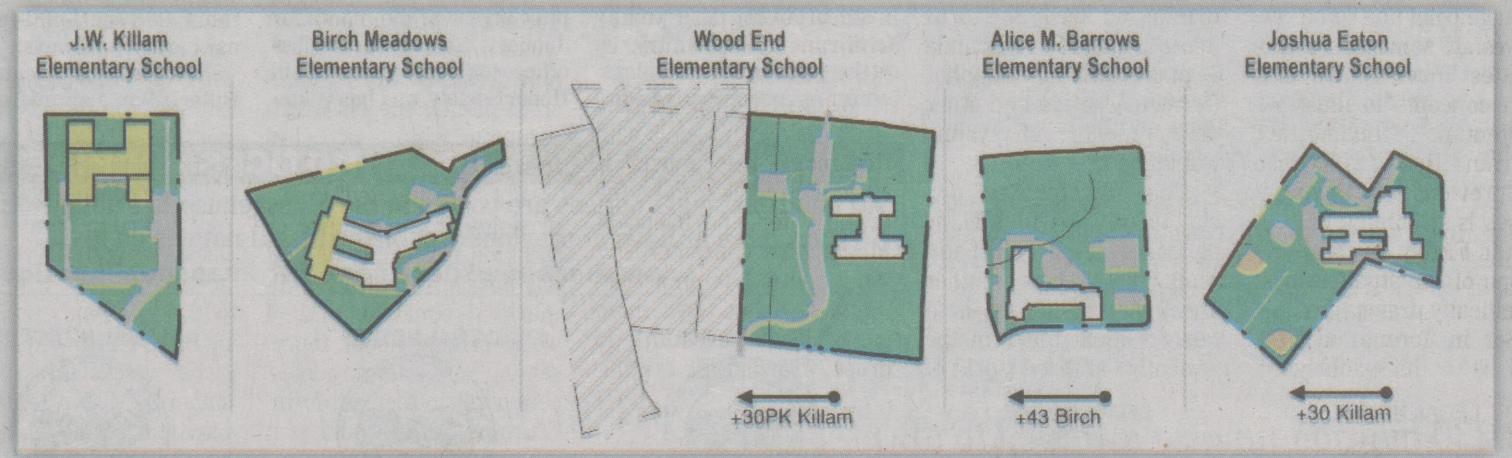 J.W. Killam
Elementary School
Birch Meadows
Elementary School
Wood End
Elementary School
Alice M. Barrows
Elementary School
Joshua Eaton
Elementary School
+30PK Killam
+43 Birch
+30 Killam